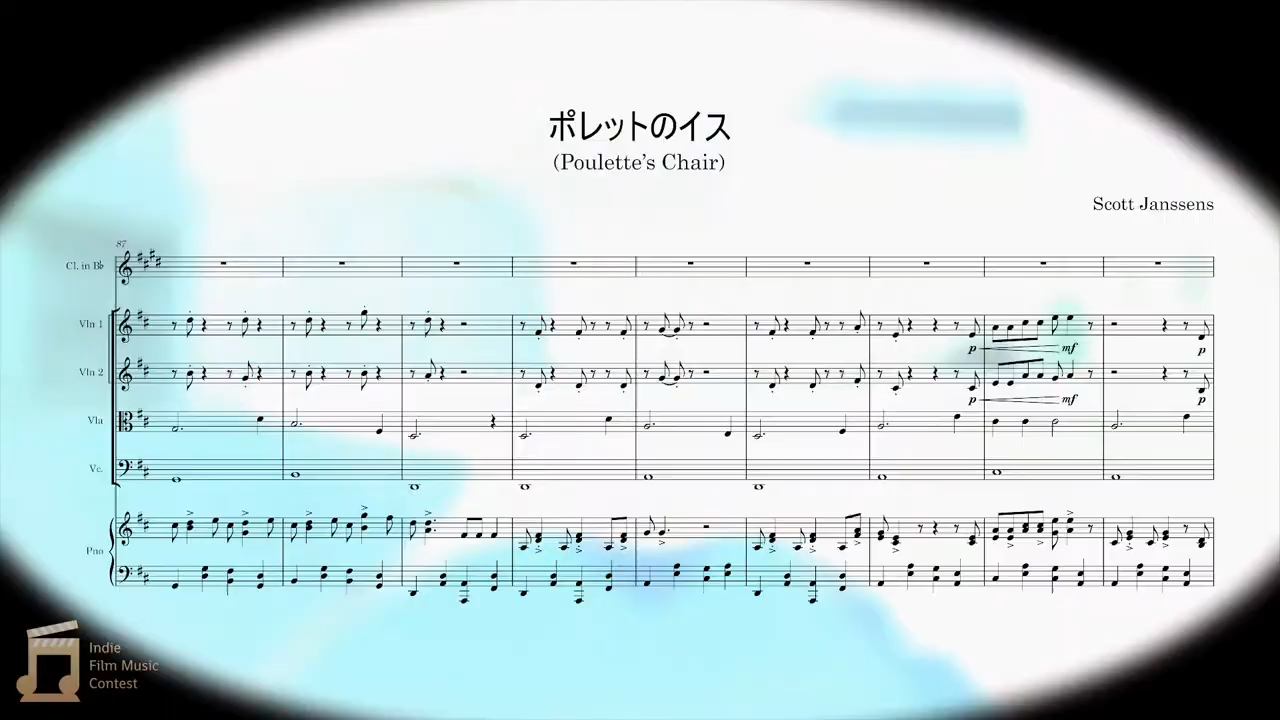 ポレットのイス
(Poulette's Chair)
Scott Janssens
87
Cl. in B♭
Vln 1
p mf p
Vln 2
p mf p
Vla
Vc.
Pno
Indie
Film Music
Contest